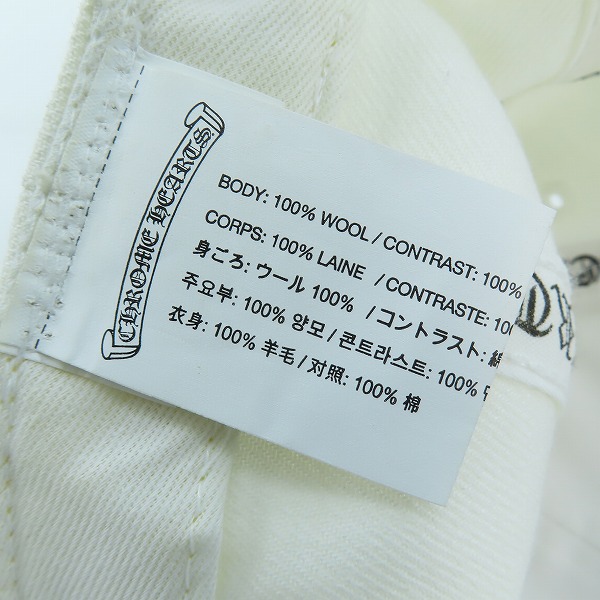 CHROME HEARTS
BODY: 100% WOOL / CONTRAST: 100%
CORPS: 100% LAINE / CONTRASTE:
身ごろ: ウール 100% / コントラスト:
주요부: 100% 양모 / 콘트라스트: 100%
衣身: 100% 羊毛 / 对照: 100% 棉